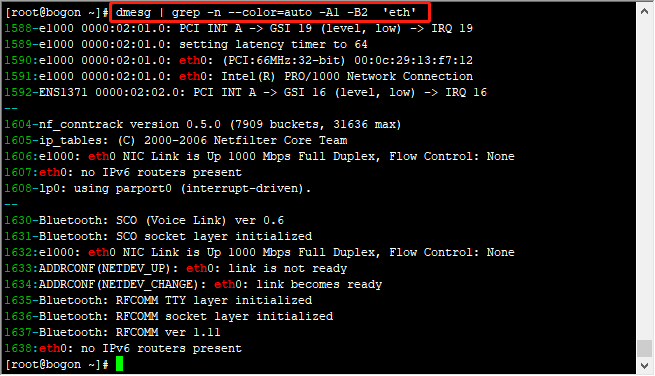 [root@bogon ~]# dmesg | grep -n --color=auto -A1 -B2  'eth'
1588-e1000 0000:02:01.0: PCI INT A -> GSI 19 (level, low) -> IRQ 19
1589-e1000 0000:02:01.0: setting latency timer to 64
1590:e1000 0000:02:01.0: eth0: (PCI:66MHz:32-bit) 00:0c:29:13:f7:12
1591:e1000 0000:02:01.0: eth0: Intel(R) PRO/1000 Network Connection
1592-ENS1371 0000:02:02.0: PCI INT A -> GSI 16 (level, low) -> IRQ 16
--
1604-nf_conntrack version 0.5.0 (7909 buckets, 31636 max)
1605-ip_tables: (C) 2000-2006 Netfilter Core Team
1606:e1000: eth0 NIC Link is Up 1000 Mbps Full Duplex, Flow Control: None
1607:eth0: no IPv6 routers present
1608-lp0: using parport0 (interrupt-driven).
--
1630-Bluetooth: SCO (Voice Link) ver 0.6
1631-Bluetooth: SCO socket layer initialized
1632:e1000: eth0 NIC Link is Up 1000 Mbps Full Duplex, Flow Control: None
1633:ADDRCONF(NETDEV_UP): eth0: link is not ready
1634:ADDRCONF(NETDEV_CHANGE): eth0: link becomes ready
1635-Bluetooth: RFCOMM TTY layer initialized
1636-Bluetooth: RFCOMM socket layer initialized
1637-Bluetooth: RFCOMM ver 1.11
1638:eth0: no IPv6 routers present
[root@bogon ~]#